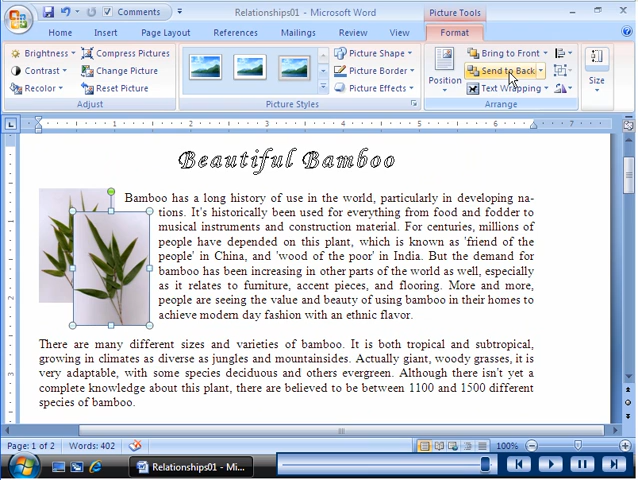 Comments
Relationships01 - Microsoft Word
Picture Tools
Home Insert Page Layout References Mailings Review View Format
Brightness Compress Pictures Picture Shape Bring to Front
Contrast Change Picture Picture Border Position Send to Back Size
Recolor Reset Picture Picture Effects Text Wrapping
Adjust Picture Styles Arrange
1 2 3 4 5 6 7
Beautiful Bamboo
Bamboo has a long history of use in the world, particularly in developing na-
tions. It's historically been used for everything from food and fodder to
musical instruments and construction material. For centuries, millions of
people have depended on this plant, which is known as 'friend of the
people' in China, and 'wood of the poor' in India. But the demand for
bamboo has been increasing in other parts of the world as well, especially
as it relates to furniture, accent pieces, and flooring. More and more,
people are seeing the value and beauty of using bamboo in their homes to
achieve modern day fashion with an ethnic flavor.
There are many different sizes and varieties of bamboo. It is both tropical and subtropical,
growing in climates as diverse as jungles and mountainsides. Actually giant, woody grasses, it is
very adaptable, with some species deciduous and others evergreen. Although there isn't yet a
complete knowledge about this plant, there are believed to be between 1100 and 1500 different
species of bamboo.
Page: 1 of 2 Words: 402 100%
Relationships01 - Mi...